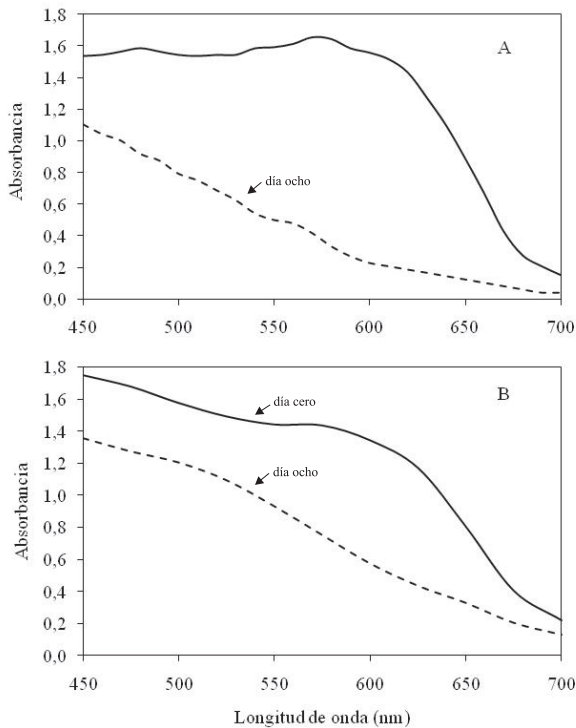 1,8
1,6
1,4
1,2
1,0
0,8
0,6
0,4
0,2
0,0
Absorbancia
A
día ocho
450 500 550 600 650 700
1,8
1,6
1,4
1,2
1,0
0,8
0,6
0,4
0,2
0,0
Absorbancia
B
día cero
día ocho
450 500 550 600 650 700
Longitud de onda (nm)